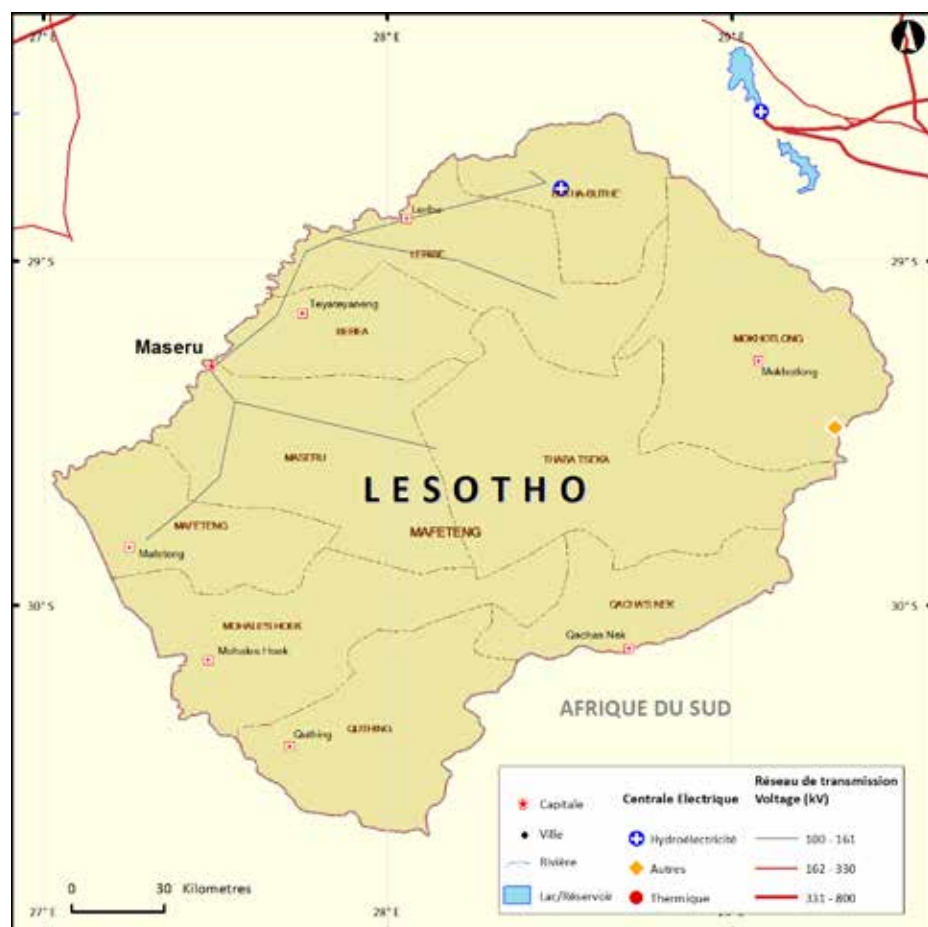 27°E
28°E
29°E
BUTHA-BUTHE
Leribe
29°S
LERIBE
29°S
Teyateyaneng
BEREA
Maseru
MOKHOTLONG
Mokhotlong
MASERU
THABA TSEKA
LESOTHO
MAFETENG
MAFETENG
Mafeteng
30°S
QACHA'S NEK
30°S
MOHALE'S HOEK
Qachas Nek
Mohales Hoek
AFRIQUE DU SUD
QUTHING
Quthing
Capitale
Ville
Rivière
Lac/Réservoir
Centrale Electrique
Hydroélectricité
Autres
Thermique
Réseau de transmission
Voltage (kV)
100 - 161
162 - 330
331 - 800
0 30 Kilometres
27°E
28°E